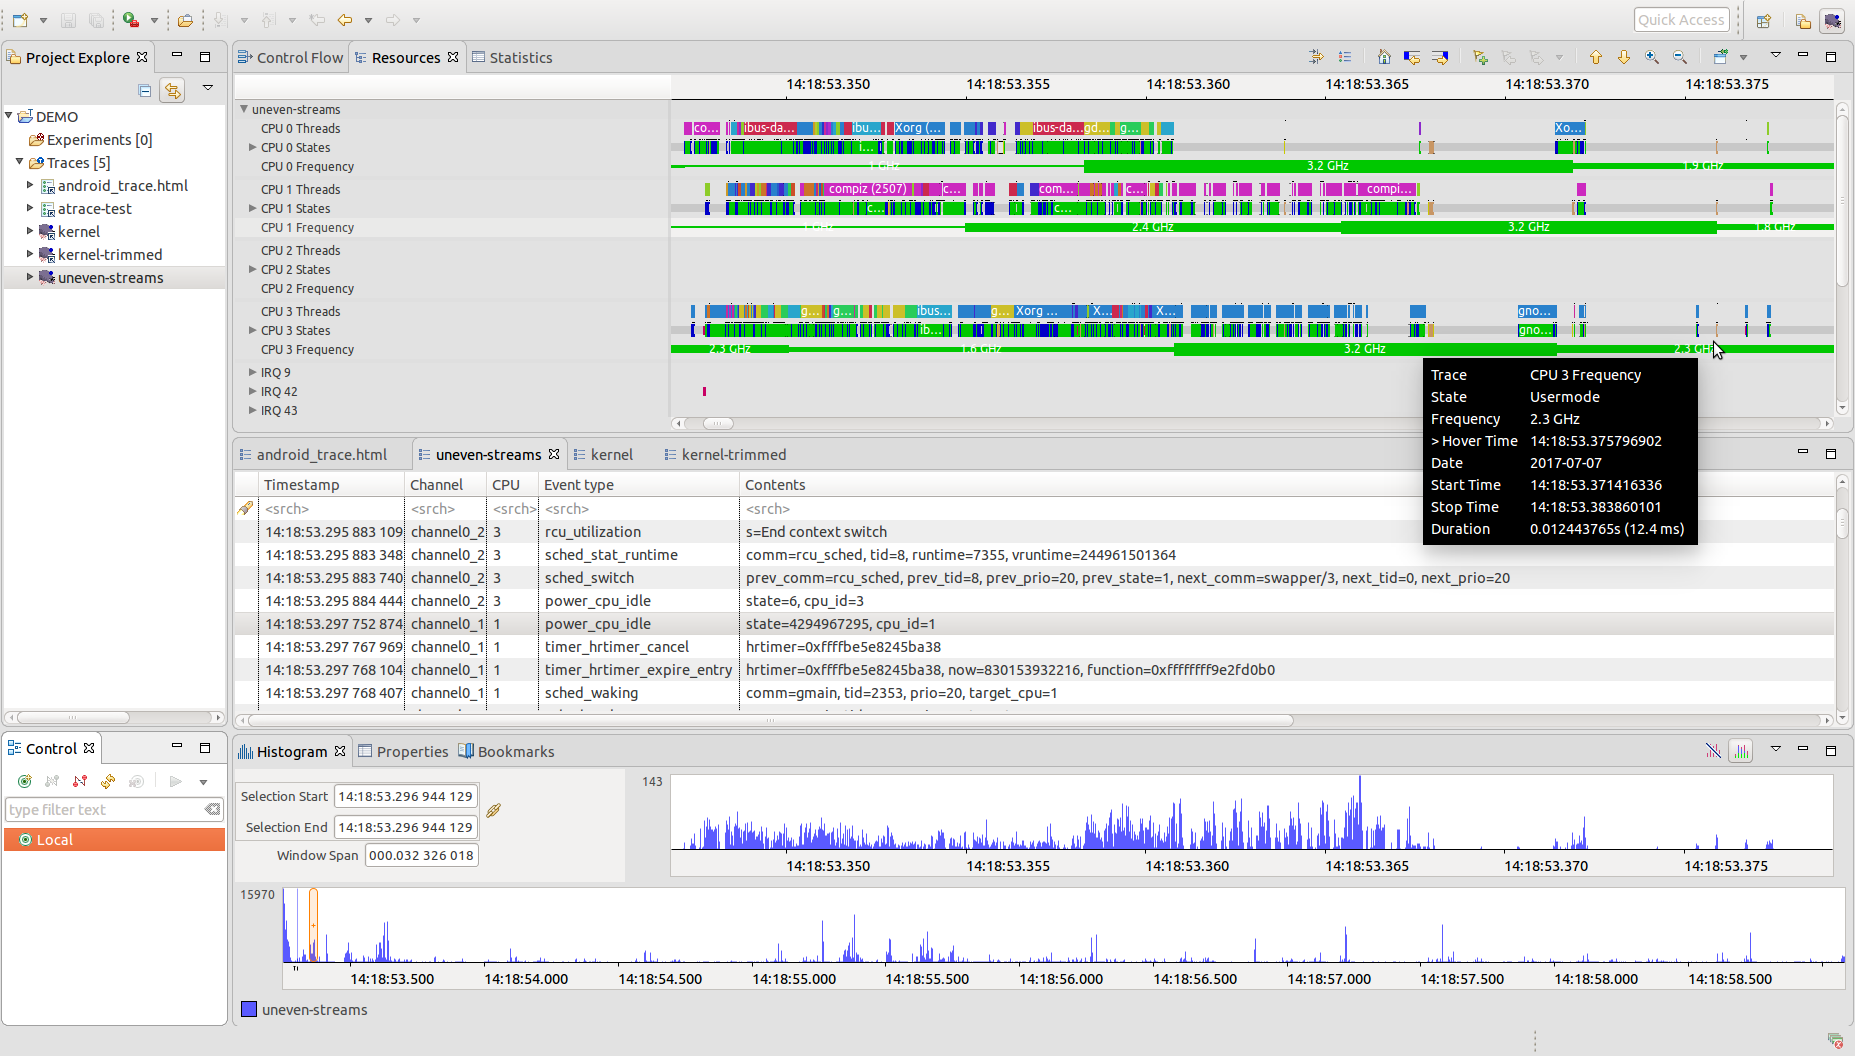 Quick Access
Project Explore
DEMO
Experiments [0]
Traces [5]
android_trace.html
atrace-test
kernel
kernel-trimmed
uneven-streams
Control Flow Resources Statistics
14:18:53.350 14:18:53.355 14:18:53.360 14:18:53.365 14:18:53.370 14:18:53.375
uneven-streams
CPU 0 Threads co... ibus-da... ibu... Xorg (... ibus-da... gd... g... Xo...
CPU 0 States i...
CPU 0 Frequency 1 GHz 3.2 GHz 1.9 GHz
CPU 1 Threads compiz (2507) c... com... c... compi...
CPU 1 States c... c...
CPU 1 Frequency 2.4 GHz 3.2 GHz 1.8 GHz
CPU 2 Threads
CPU 2 States
CPU 2 Frequency
CPU 3 Threads g... g... ibus... g... Xorg ... X... X... gno...
CPU 3 States ib... gno...
CPU 3 Frequency 2.3 GHz 1.6 GHz 3.2 GHz 2.3 GHz
IRQ 9
IRQ 42
IRQ 43
Trace CPU 3 Frequency
State Usermode
Frequency 2.3 GHz
> Hover Time 14:18:53.375796902
Date 2017-07-07
Start Time 14:18:53.371416336
Stop Time 14:18:53.383860101
Duration 0.012443765s (12.4 ms)
android_trace.html uneven-streams kernel kernel-trimmed
Timestamp Channel CPU Event type Contents
<srch> <srch> <srch> <srch> <srch>
14:18:53.295 883 109 channel0_2 3 rcu_utilization s=End context switch
14:18:53.295 883 348 channel0_2 3 sched_stat_runtime comm=rcu_sched, tid=8, runtime=7355, vruntime=244961501364
14:18:53.295 883 740 channel0_2 3 sched_switch prev_comm=rcu_sched, prev_tid=8, prev_prio=20, prev_state=1, next_comm=swapper/3, next_tid=0, next_prio=20
14:18:53.295 884 444 channel0_2 3 power_cpu_idle state=6, cpu_id=3
14:18:53.297 752 874 channel0_1 1 power_cpu_idle state=4294967295, cpu_id=1
14:18:53.297 767 969 channel0_1 1 timer_hrtimer_cancel hrtimer=0xffffbe5e8245ba38
14:18:53.297 768 104 channel0_1 1 timer_hrtimer_expire_entry hrtimer=0xffffbe5e8245ba38, now=830153932216, function=0xffffffff9e2fd0b0
14:18:53.297 768 407 channel0_1 1 sched_waking comm=gmain, tid=2353, prio=20, target_cpu=1
Control
type filter text
Local
Histogram Properties Bookmarks
Selection Start 14:18:53.296 944 129
Selection End 14:18:53.296 944 129
Window Span 000.032 326 018
143
14:18:53.350 14:18:53.355 14:18:53.360 14:18:53.365 14:18:53.370 14:18:53.375
15970
14:18:53.500 14:18:54.000 14:18:54.500 14:18:55.000 14:18:55.500 14:18:56.000 14:18:56.500 14:18:57.000 14:18:57.500 14:18:58.000 14:18:58.500
uneven-streams